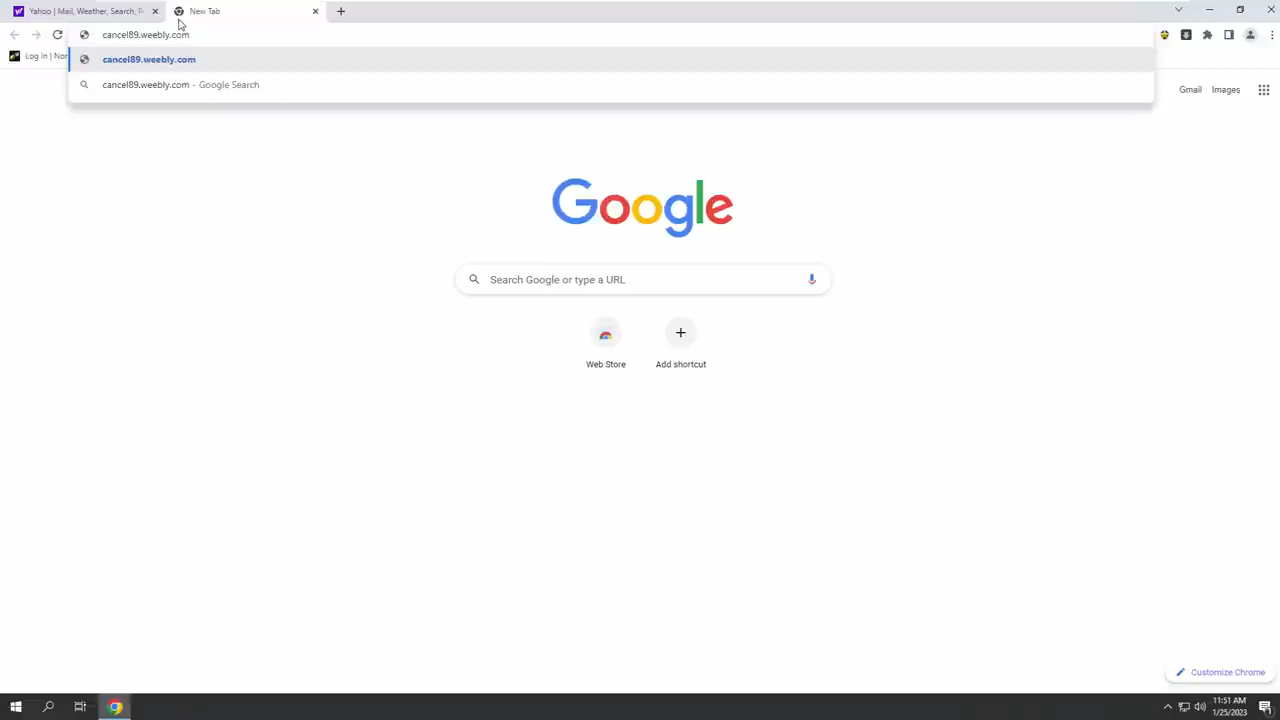 Yahoo | Mail, Weather, Search, P
New Tab
cancel89.weebly.com
Log In | Nor
cancel89.weebly.com
cancel89.weebly.com - Google Search
Gmail
Images
Google
Search Google or type a URL
Web Store
Add shortcut
Customize Chrome
11:51 AM
1/25/2023